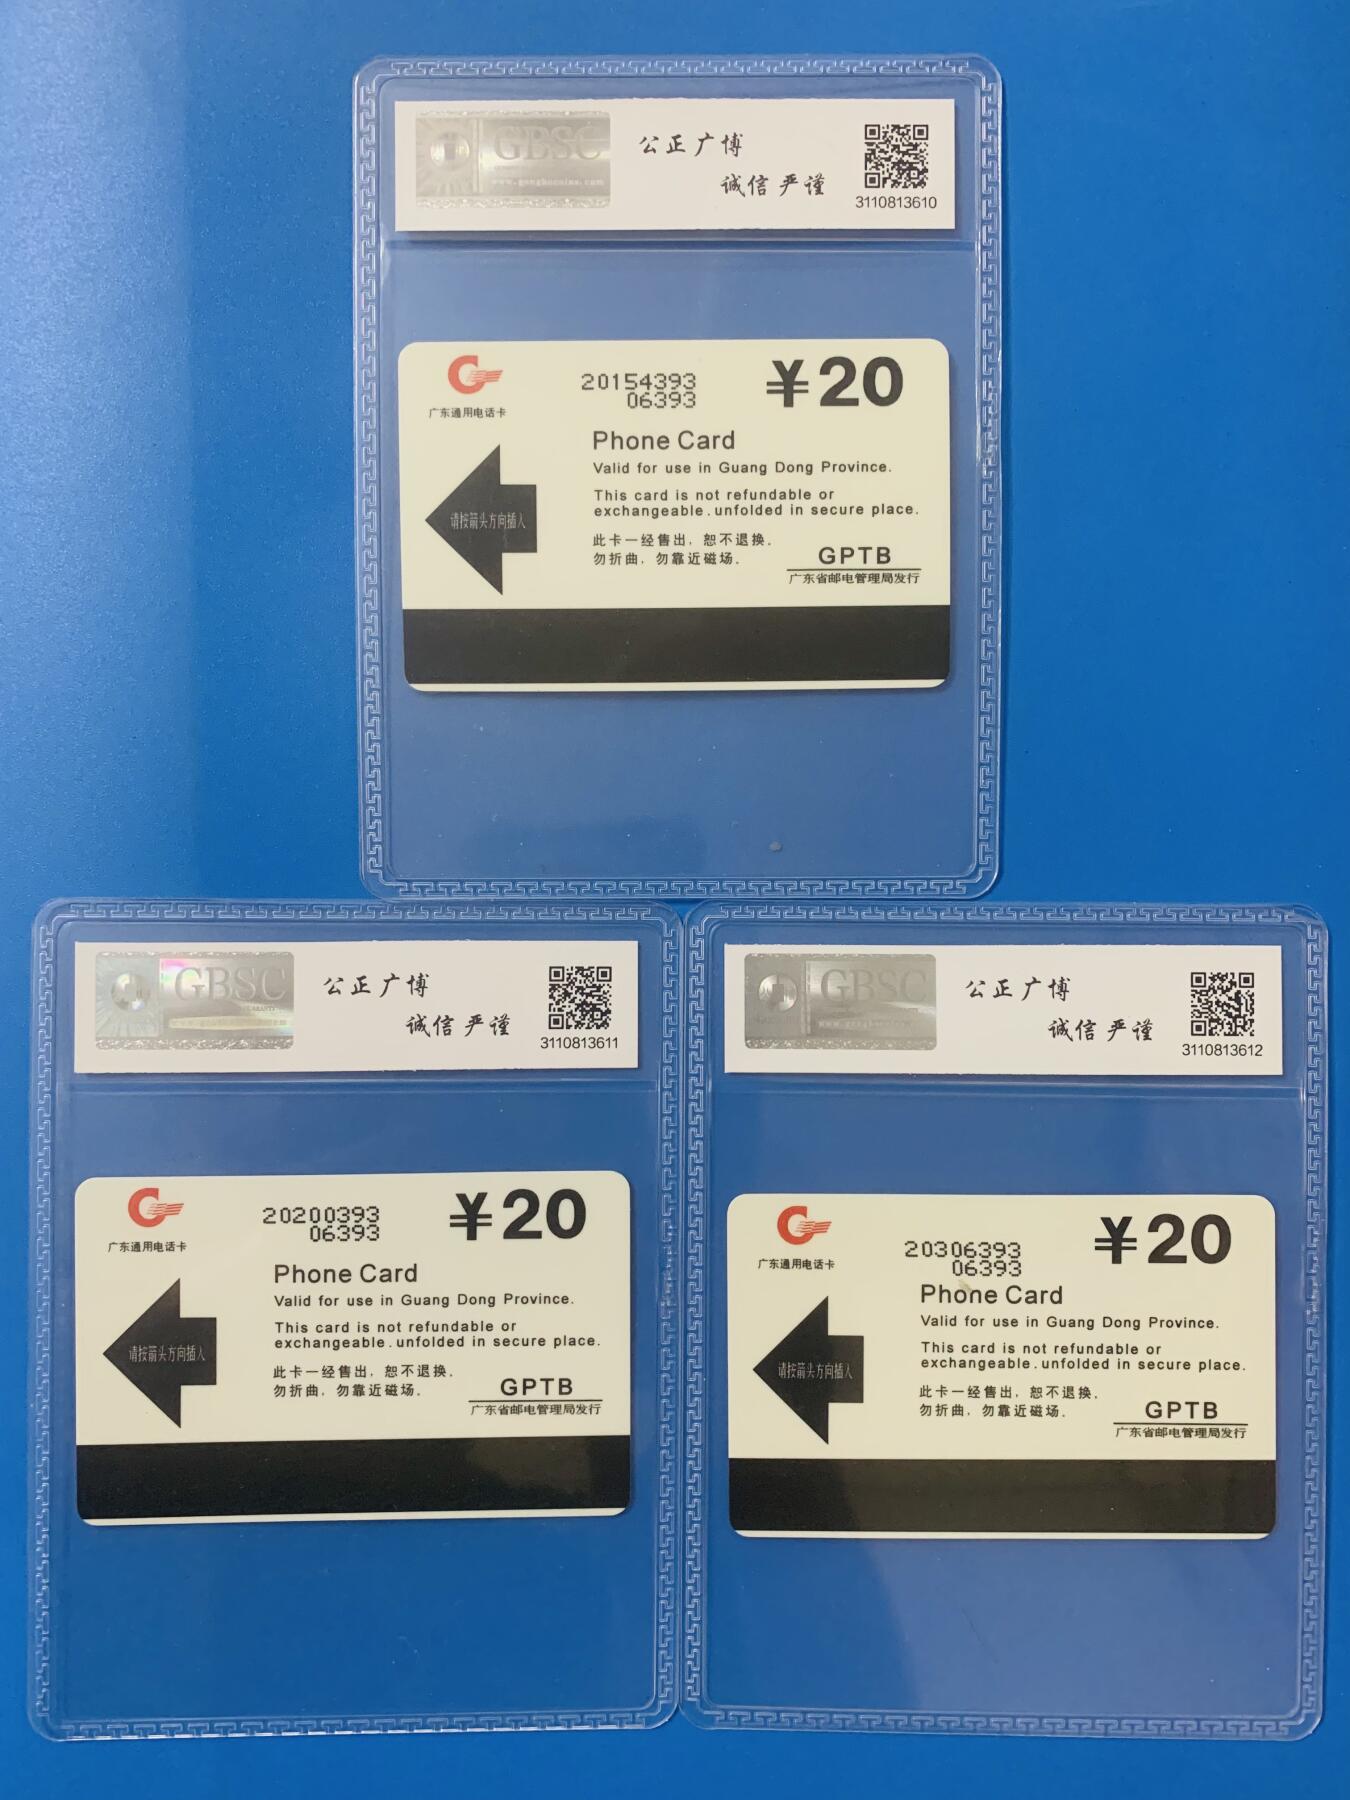 GBSC
www.gongbocoins.com
公正广博
诚信严谨
3110813610
广东通用电话卡
20154393
06393
¥20
Phone Card
Valid for use in Guang Dong Province.
This card is not refundable or
exchangeable.unfolded in secure place.
请按箭头方向插入
此卡一经售出，恕不退换.
勿折曲，勿靠近磁场.
GPTB
广东省邮电管理局发行
GBSC
公正广博
诚信严谨
3110813611
广东通用电话卡
20200393
06393
¥20
Phone Card
Valid for use in Guang Dong Province.
This card is not refundable or
exchangeable.unfolded in secure place.
请按箭头方向插入
此卡一经售出，恕不退换.
勿折曲，勿靠近磁场.
GPTB
广东省邮电管理局发行
GBSC
公正广博
诚信严谨
3110813612
广东通用电话卡
20306393
06393
¥20
Phone Card
Valid for use in Guang Dong Province.
This card is not refundable or
exchangeable.unfolded in secure place.
请按箭头方向插入
此卡一经售出，恕不退换.
勿折曲，勿靠近磁场.
GPTB
广东省邮电管理局发行